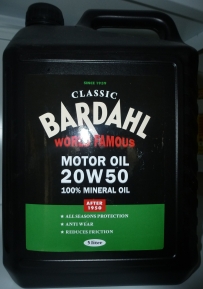 SINCE 1939
CLASSIC
BARDAHL
WORLD FAMOUS
MOTOR OIL
20W50
100% MINERAL OIL
AFTER
1950
• ALL SEASONS PROTECTION
• ANTI WEAR
• REDUCES FRICTION
5 liter